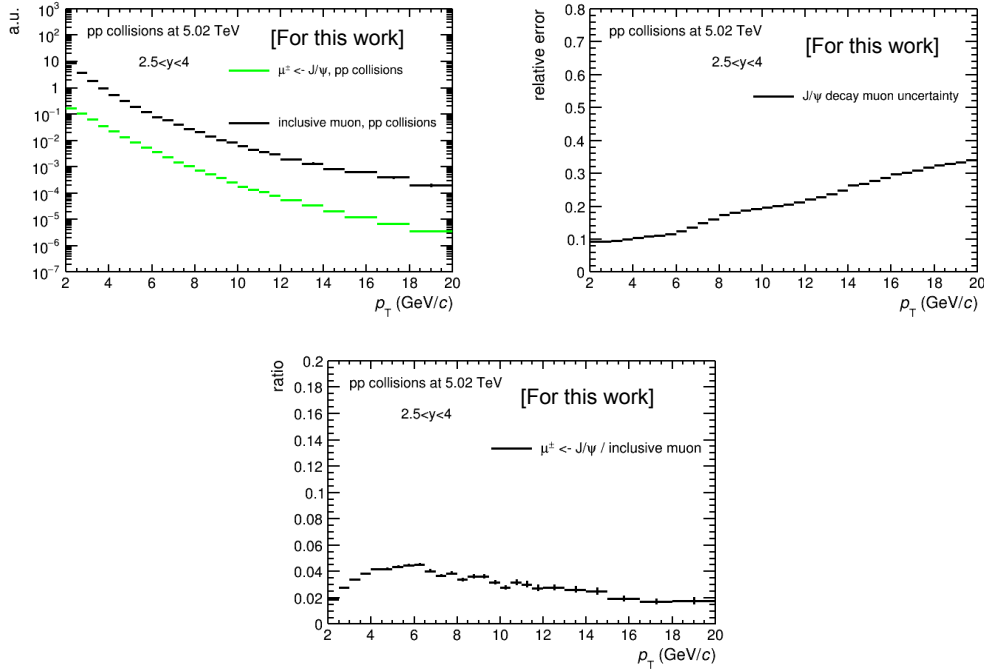 a.u.
10³
10²
10
1
10⁻¹
10⁻²
10⁻³
10⁻⁴
10⁻⁵
10⁻⁶
10⁻⁷
pp collisions at 5.02 TeV
[For this work]
2.5<y<4
μ± <- J/ψ, pp collisions
inclusive muon, pp collisions
2 4 6 8 10 12 14 16 18 20
p_T (GeV/c)
relative error
0.8
0.7
0.6
0.5
0.4
0.3
0.2
0.1
0
pp collisions at 5.02 TeV
[For this work]
2.5<y<4
J/ψ decay muon uncertainty
2 4 6 8 10 12 14 16 18 20
p_T (GeV/c)
ratio
0.2
0.18
0.16
0.14
0.12
0.1
0.08
0.06
0.04
0.02
0
pp collisions at 5.02 TeV
[For this work]
2.5<y<4
μ± <- J/ψ / inclusive muon
2 4 6 8 10 12 14 16 18 20
p_T (GeV/c)